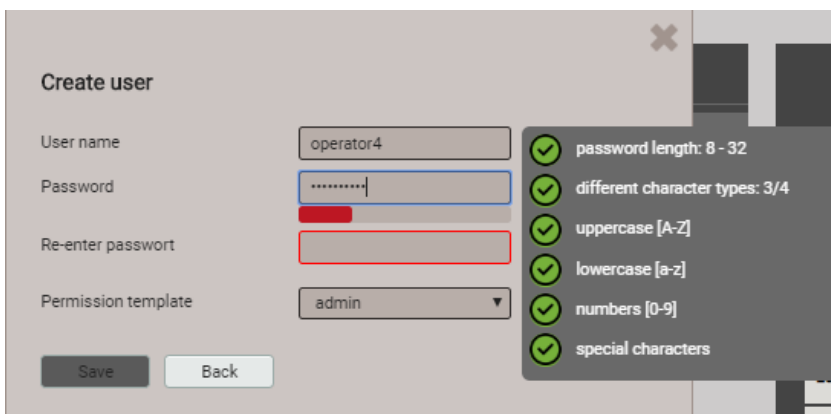 Create user
User name
operator4
Password
••••••••••
Re-enter passwort
Permission template
admin
Save
Back
password length: 8 - 32
different character types: 3/4
uppercase [A-Z]
lowercase [a-z]
numbers [0-9]
special characters